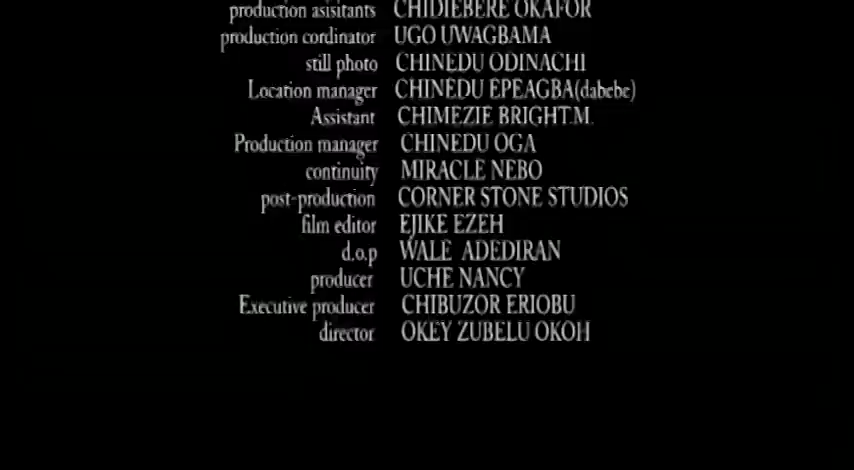 production asisitants CHIDIEBERE OKAFOR
production cordinator UGO UWAGBAMA
still photo CHINEDU ODINACHI
Location manager CHINEDU EPEAGBA(dabebe)
Assistant CHIMEZIE BRIGHT.M.
Production manager CHINEDU OGA
continuity MIRACLE NEBO
post-production CORNER STONE STUDIOS
film editor EJIKE EZEH
d.o.p WALE ADEDIRAN
producer UCHE NANCY
Executive producer CHIBUZOR ERIOBU
director OKEY ZUBELU OKOH